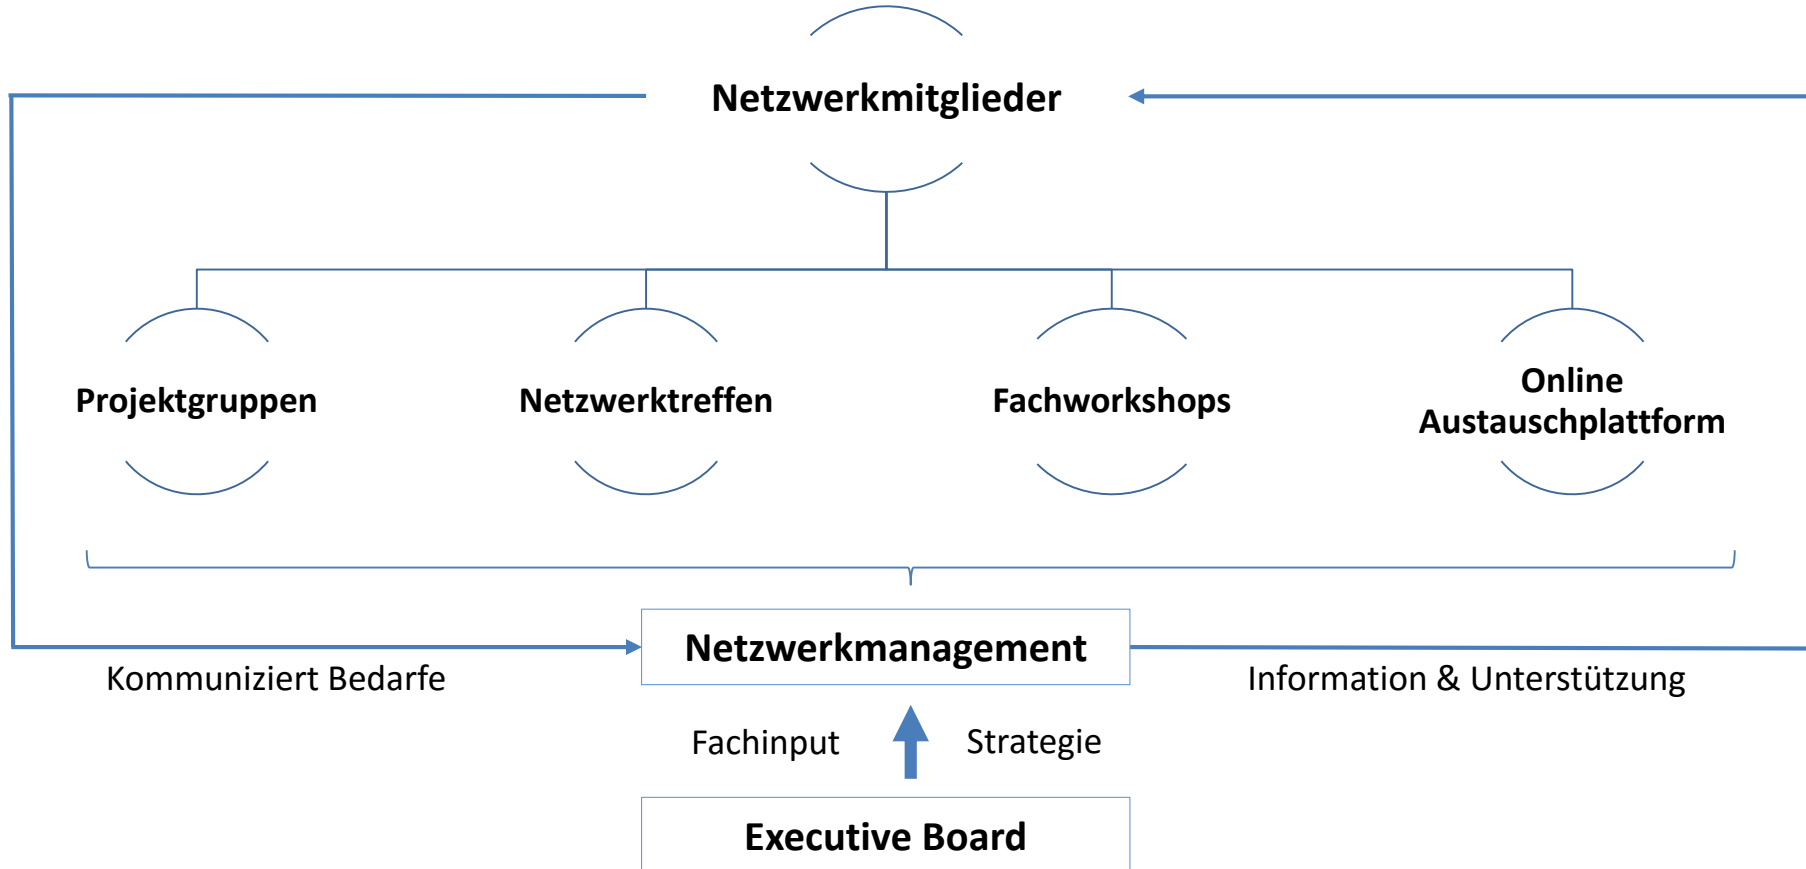 Netzwerkmitglieder
Projektgruppen
Netzwerktreffen
Fachworkshops
Online
Austauschplattform
Netzwerkmanagement
Kommuniziert Bedarfe
Information & Unterstützung
Fachinput
Strategie
Executive Board